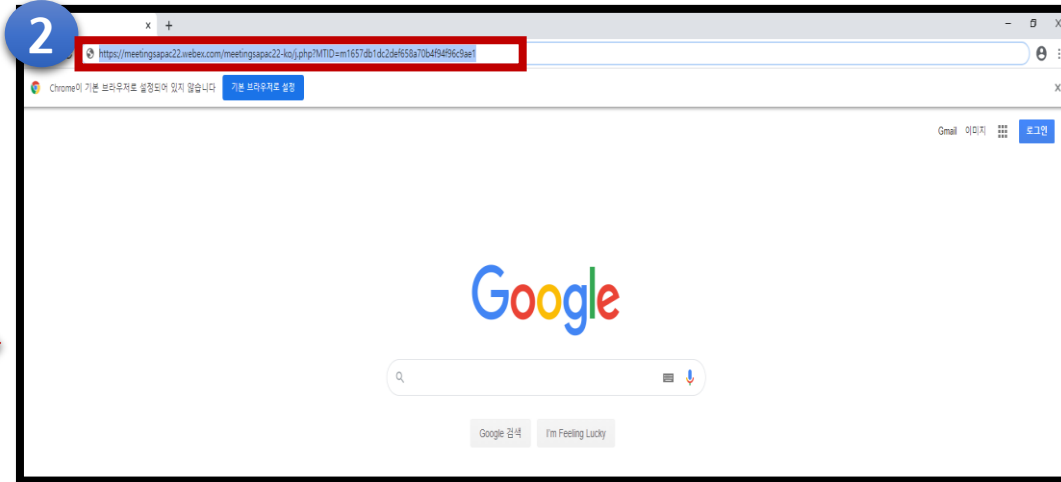 2
https://meetingsapac22.webex.com/meetingsapac22-ko/j.php?MTID=m1657db1dc2def658a70b4f94f96c9ae1
Chrome이 기본 브라우저로 설정되어 있지 않습니다 기본 브라우저로 설정
Gmail 이미지 로그인
Google
Google 검색 I'm Feeling Lucky